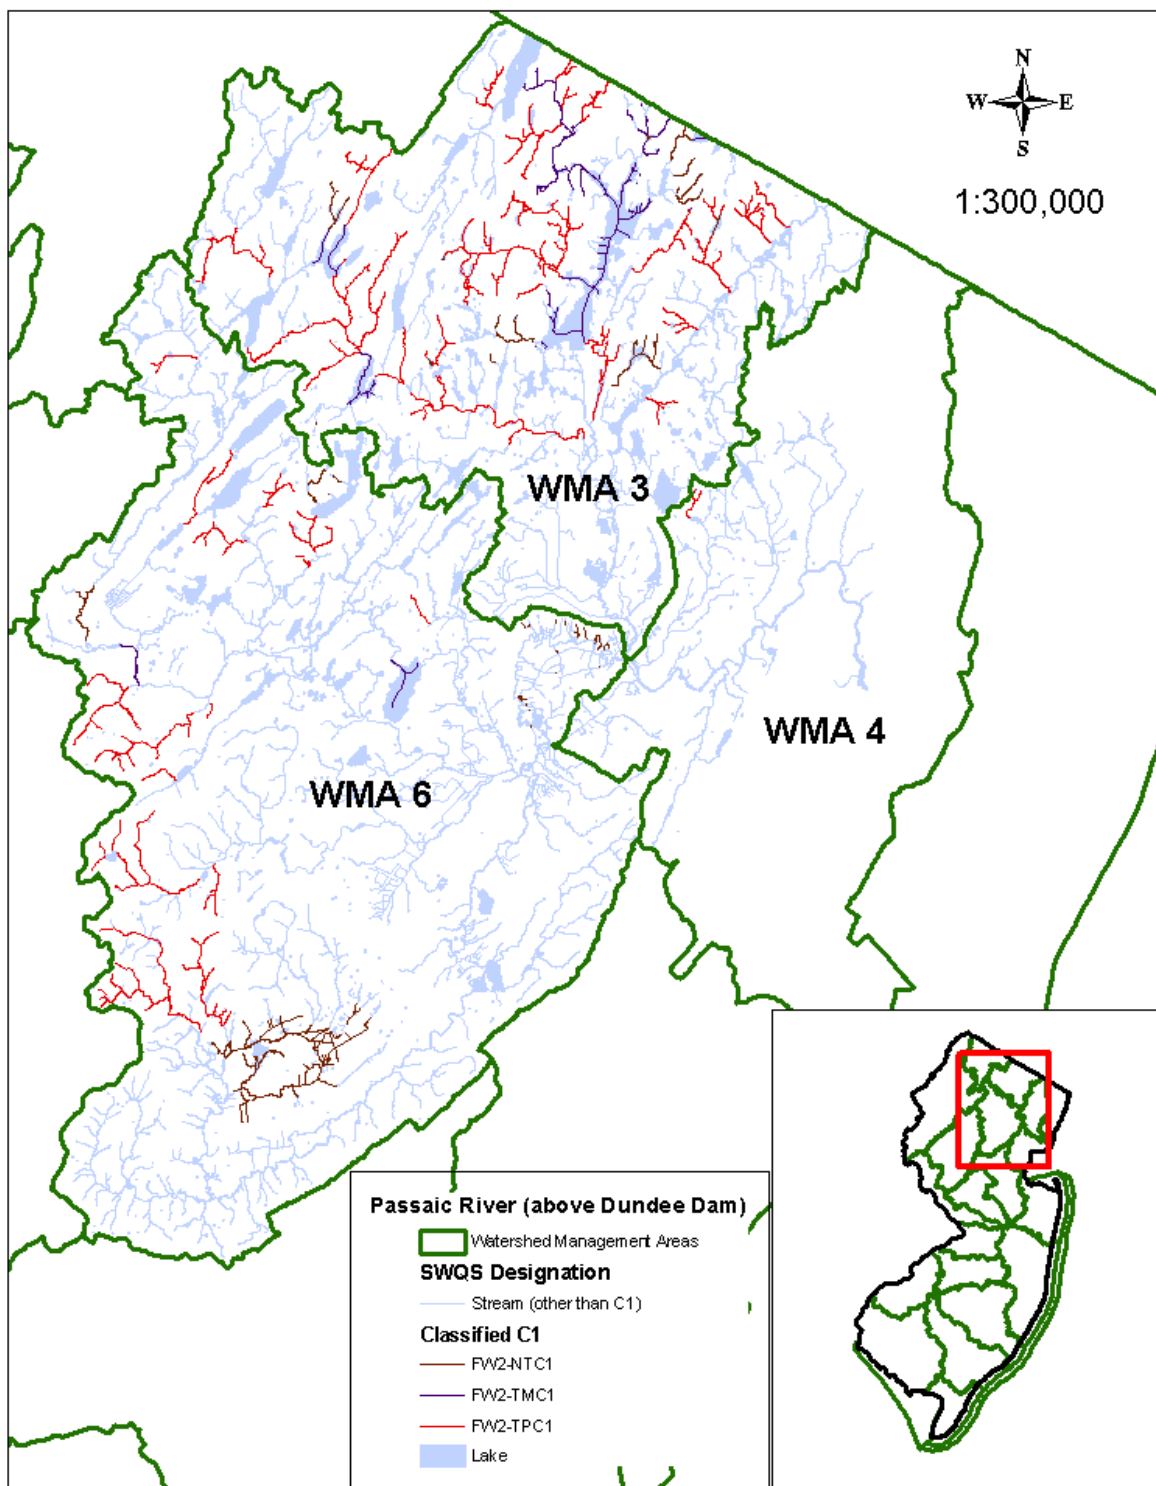 N
W E
S
1:300,000
WMA 3
WMA 4
WMA 6
Passaic River (above Dundee Dam)
Watershed Management Areas
SWQS Designation
Stream (other than C1)
Classified C1
FW2-NTC1
FW2-TMC1
FW2-TPC1
Lake